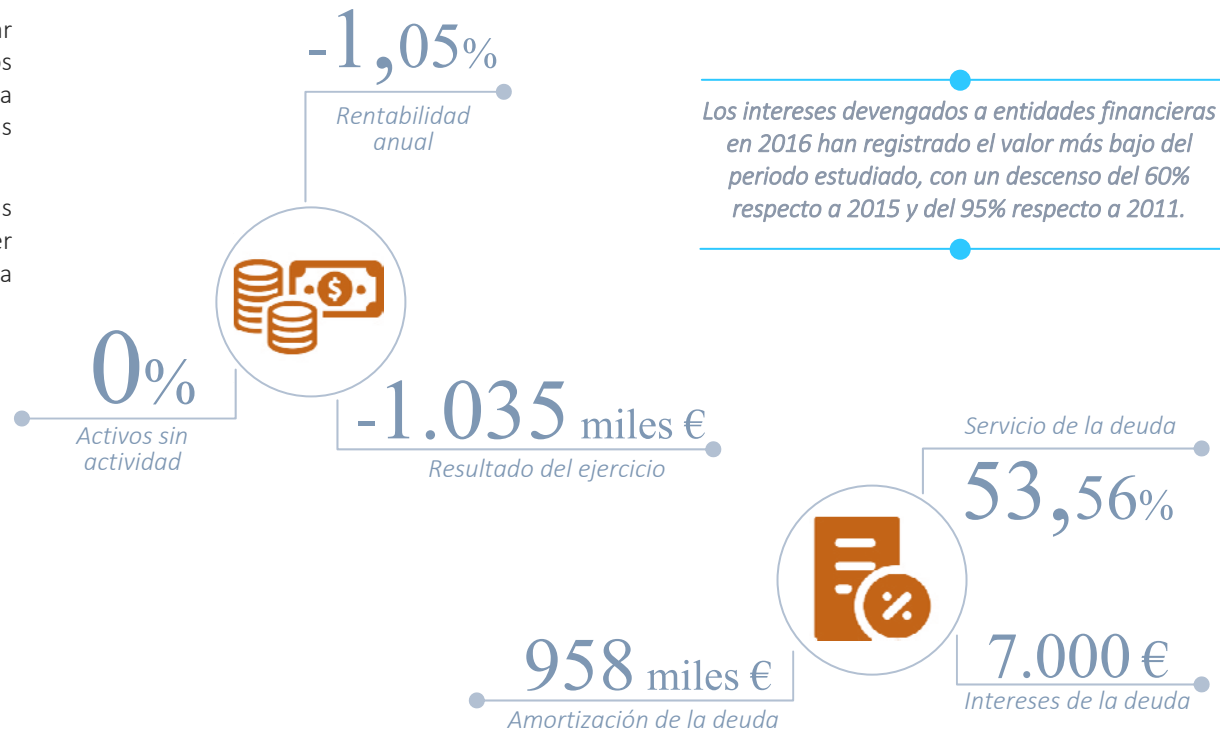 -1,05%
Rentabilidad
anual
Los intereses devengados a entidades financieras
en 2016 han registrado el valor más bajo del
periodo estudiado, con un descenso del 60%
respecto a 2015 y del 95% respecto a 2011.
$
0%
Activos sin
actividad
-1.035 miles €
Resultado del ejercicio
Servicio de la deuda
53,56%
%
958 miles €
Amortización de la deuda
7.000 €
Intereses de la deuda